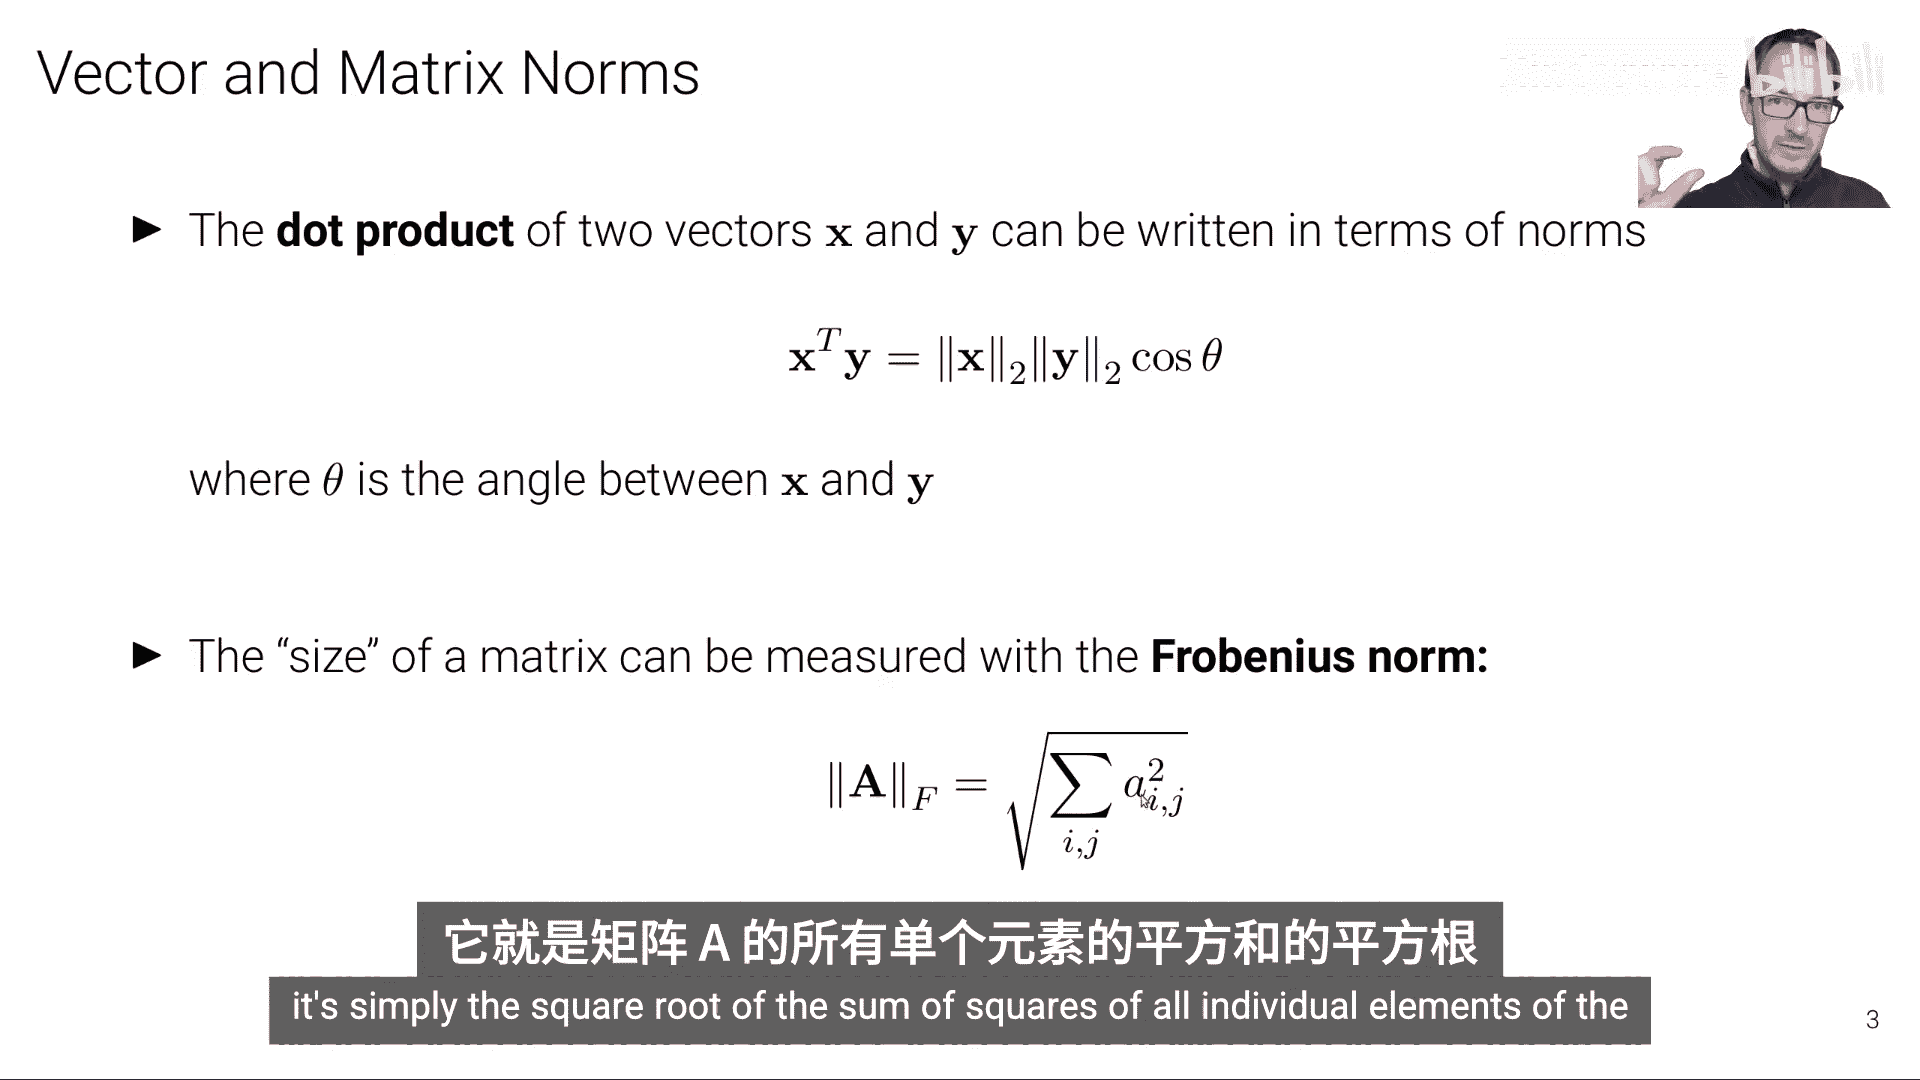 Vector and Matrix Norms
bilibili
▶ The dot product of two vectors x and y can be written in terms of norms
x^T y = ‖x‖₂‖y‖₂ cos θ
where θ is the angle between x and y
▶ The “size” of a matrix can be measured with the Frobenius norm:
‖A‖_F = √(∑_{i,j} a²_{i,j})
它就是矩阵 A 的所有单个元素的平方和的平方根
it's simply the square root of the sum of squares of all individual elements of the
3